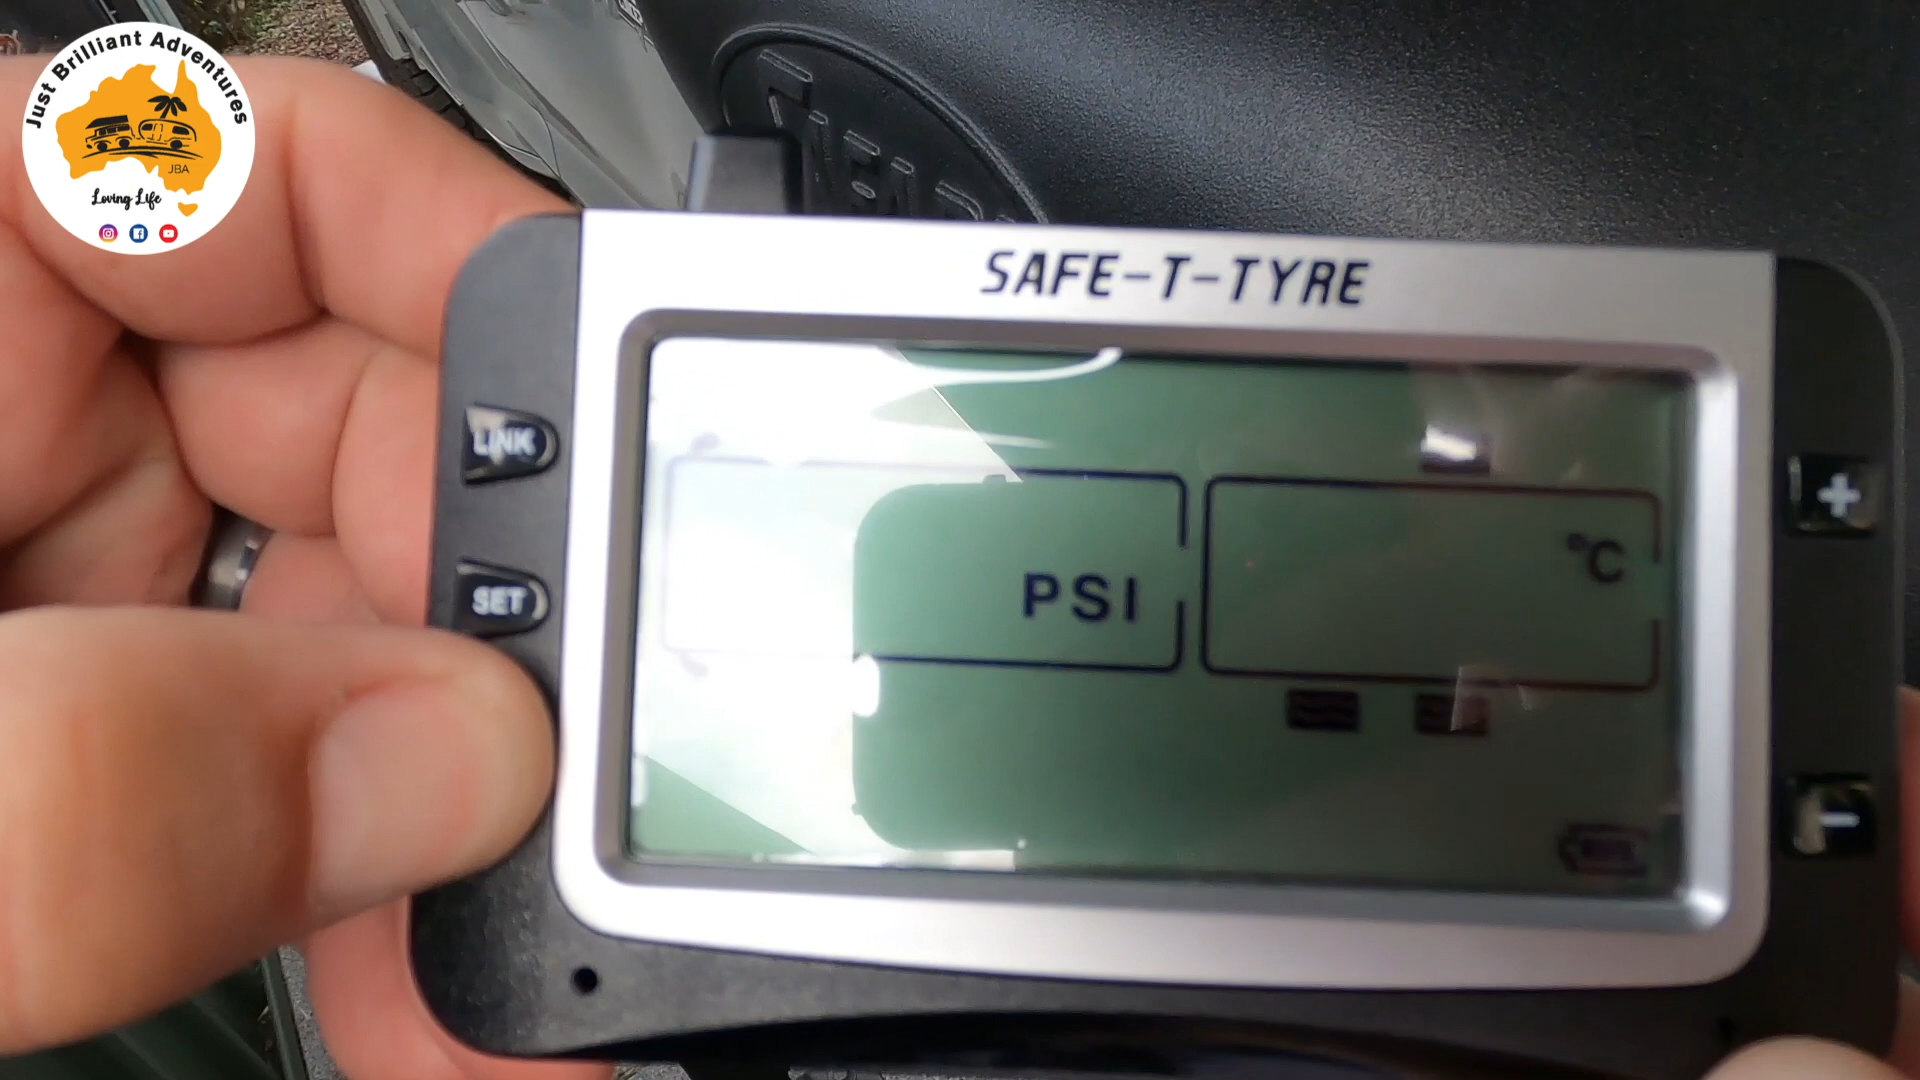 Just Brilliant Adventures
JBA
Loving Life
SAFE-T-TYRE
LINK
SET
PSI
°C
+
-